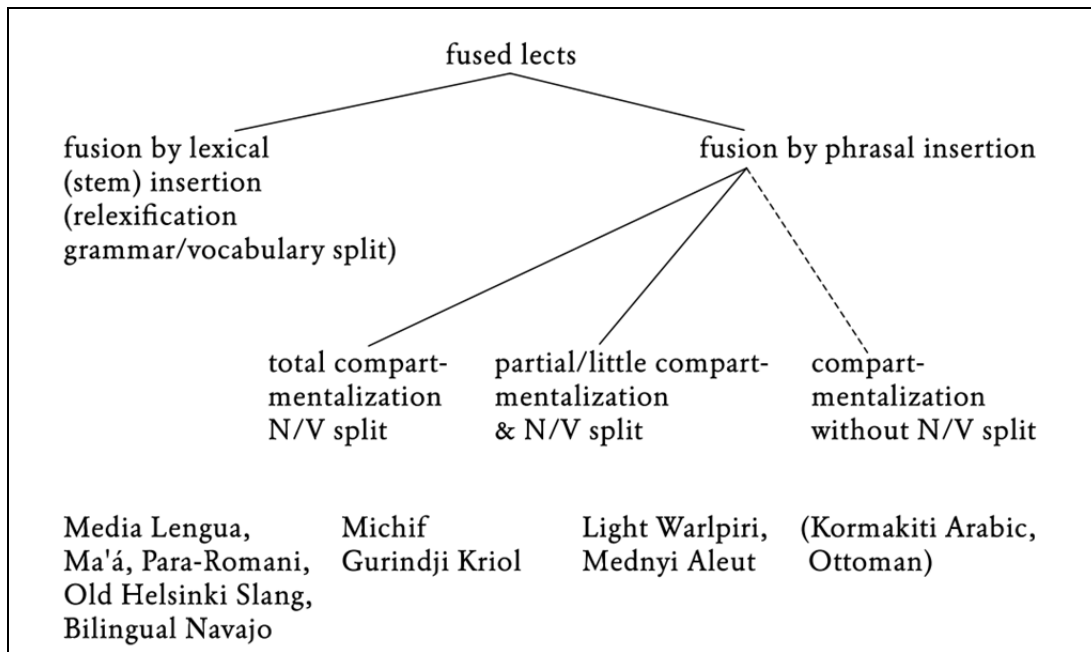 fused lects
fusion by lexical
(stem) insertion
(relexification
grammar/vocabulary split)
fusion by phrasal insertion
total compart-
mentalization
N/V split
partial/little compart-
mentalization
& N/V split
compart-
mentalization
without N/V split
Media Lengua,
Ma'á, Para-Romani,
Old Helsinki Slang,
Bilingual Navajo
Michif
Gurindji Kriol
Light Warlpiri,
Mednyi Aleut
(Kormakiti Arabic,
Ottoman)